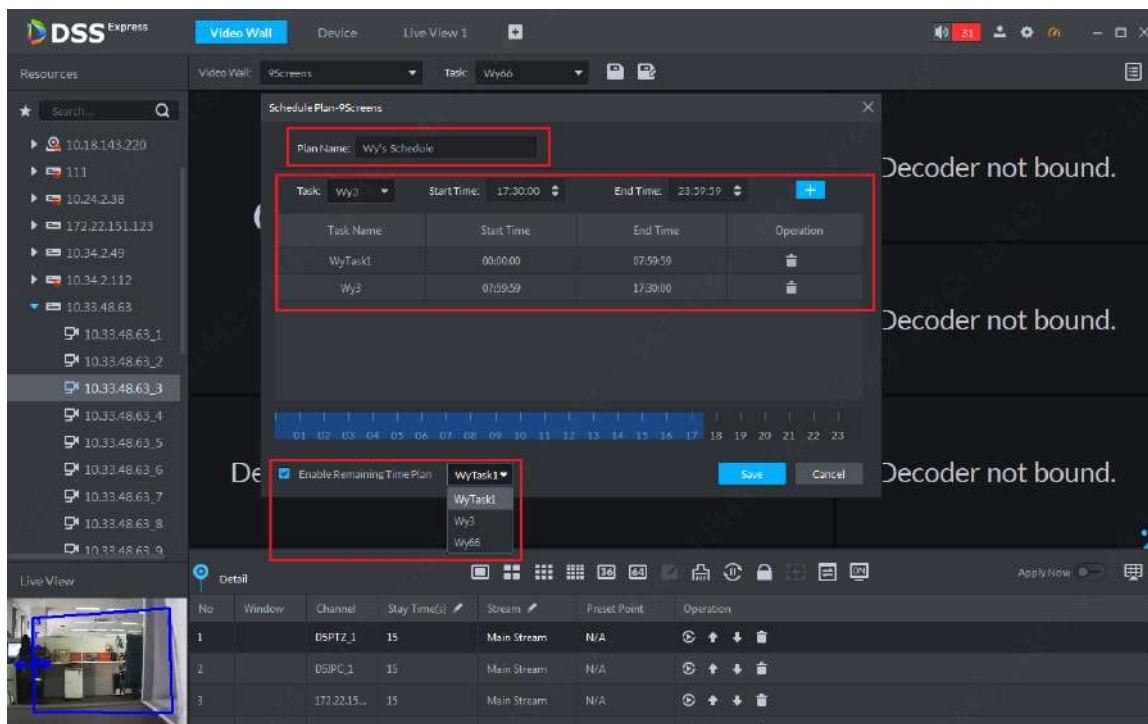 DSS Express Video Wall Device Live View 1 31
Resources Video Wall: 9Screens Task: Wy66
Search...
Schedule Plan-9Screens
Plan Name: Wy's Schedule
Task: Wy3 Start Time: 17:30:00 End Time: 23:59:59 +
Task Name Start Time End Time Operation
WyTask1 00:00:00 07:59:59
Wy3 07:59:59 17:30:00
01 02 03 04 05 06 07 08 09 10 11 12 13 14 15 16 17 18 19 20 21 22 23
Enable Remaining Time Plan WyTask1 Save Cancel
WyTask1
Wy3
Wy66
10.18.143.220
111
10.24.2.38
172.22.151.123
10.34.2.49
10.34.2.112
10.33.48.63
10.33.48.63_1
10.33.48.63_2
10.33.48.63_3
10.33.48.63_4
10.33.48.63_5
10.33.48.63_6
10.33.48.63_7
10.33.48.63_8
10.33.48.63_9
Decoder not bound.
Decoder not bound.
De
Decoder not bound.
Live View
Detail 36 64 ON Apply Now
No Window Channel Stay Time(s) Stream Preset Point Operation
1 DSPTZ_1 15 Main Stream N/A
2 DSIPC_1 15 Main Stream N/A
3 172.22.15... 15 Main Stream N/A